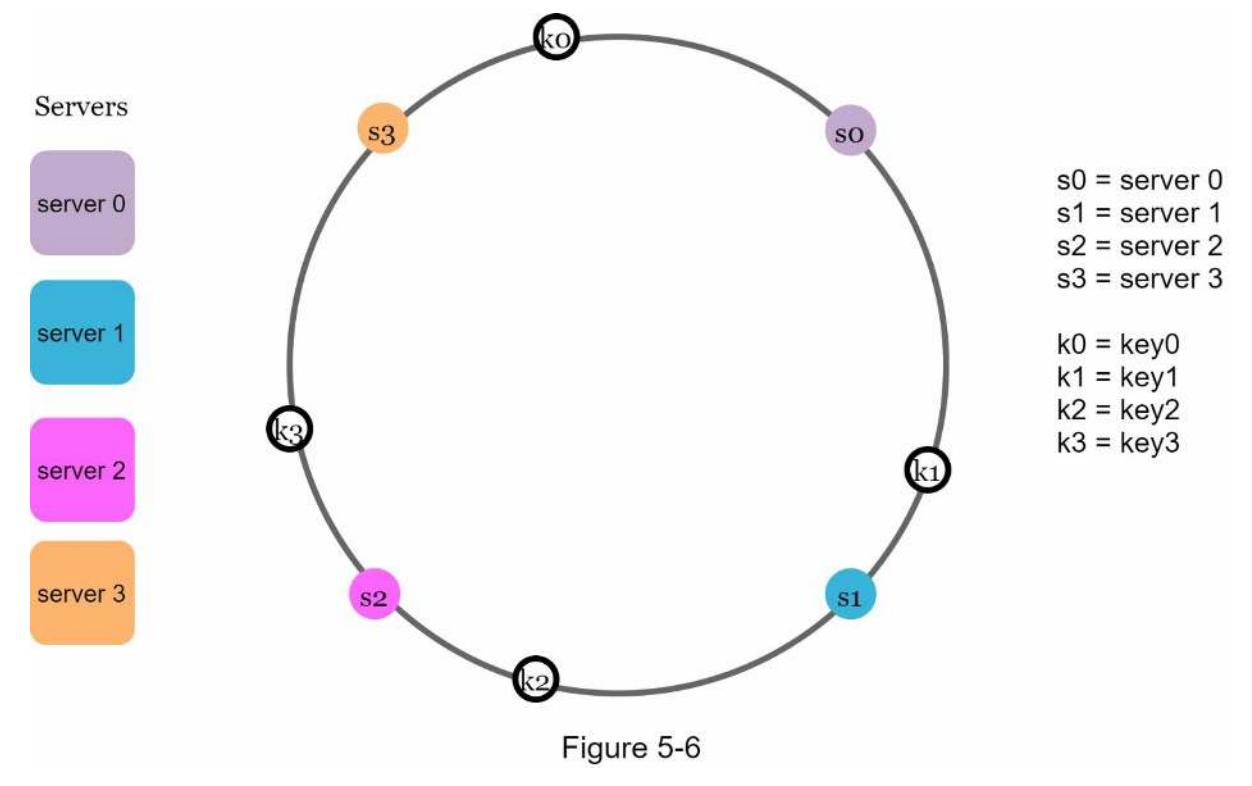 Servers
server 0
server 1
server 2
server 3
k0
s3
s0
k3
k1
s2
s1
k2
s0 = server 0
s1 = server 1
s2 = server 2
s3 = server 3
k0 = key0
k1 = key1
k2 = key2
k3 = key3
Figure 5-6